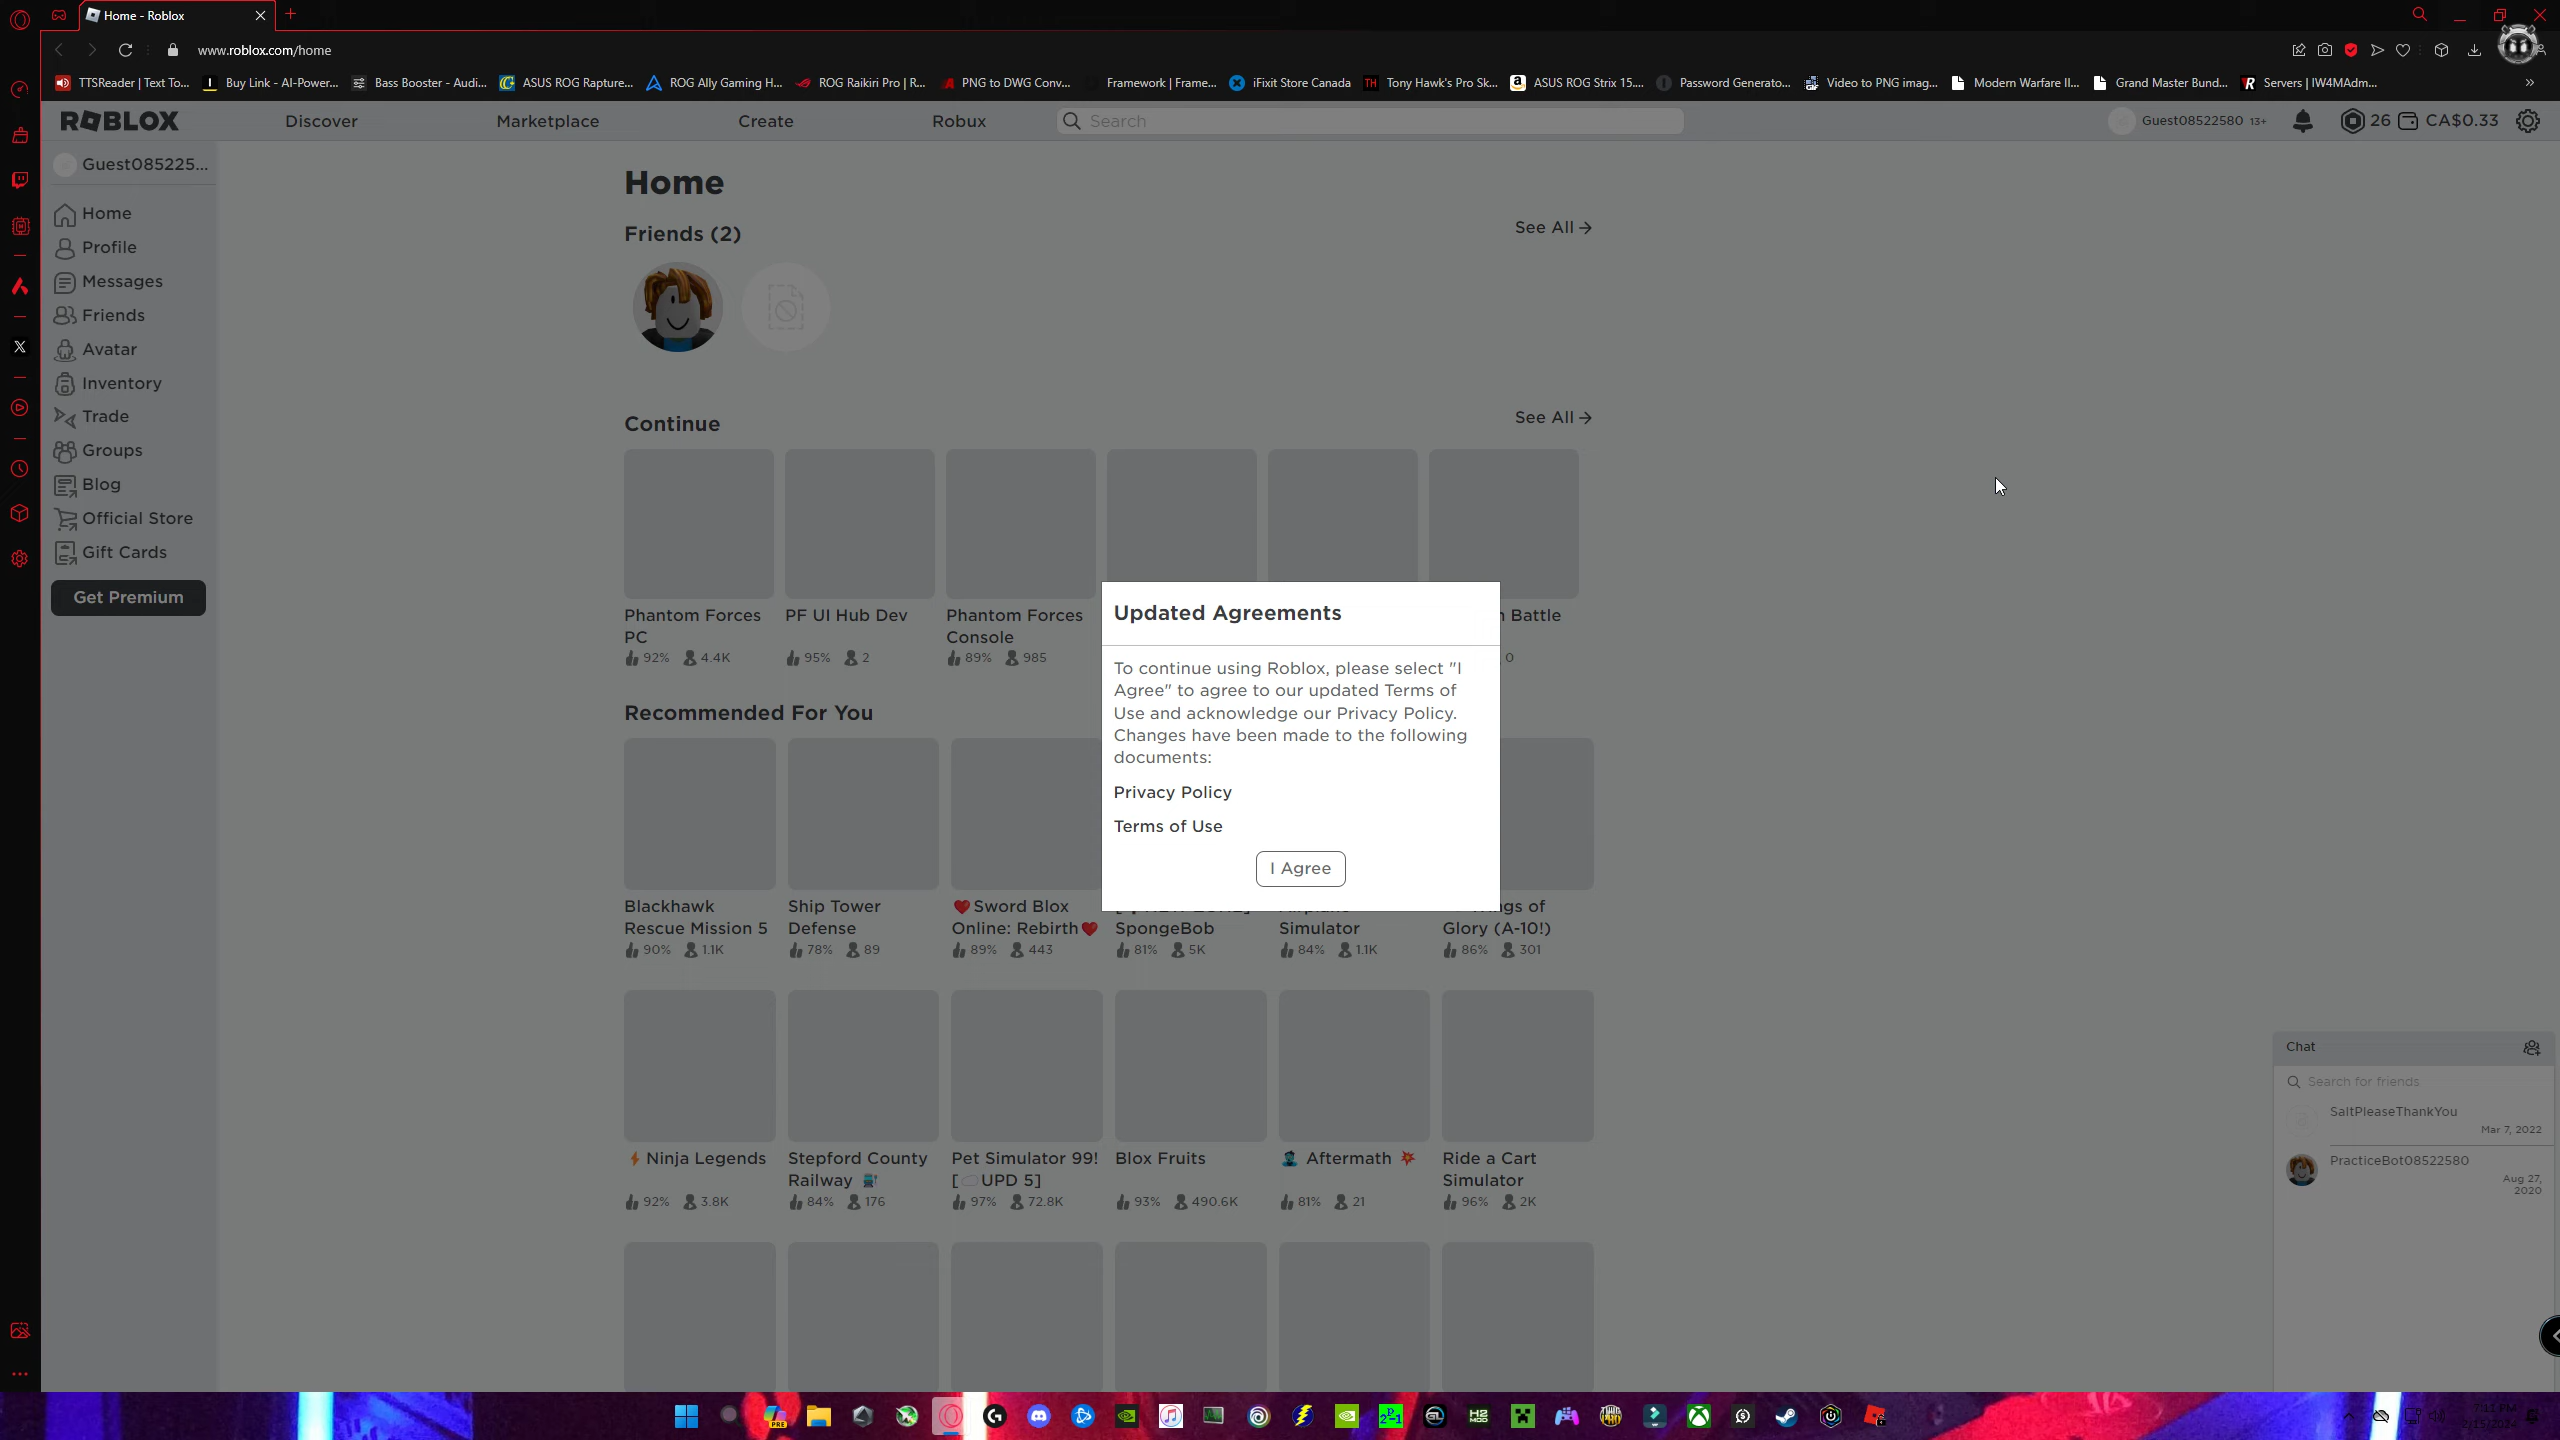 Home - Roblox
www.roblox.com/home
TTSReader | Text To...
Buy Link - AI-Power...
Bass Booster - Audi...
ASUS ROG Rapture...
ROG Ally Gaming H...
ROG Raikiri Pro | R...
PNG to DWG Conv...
Framework | Frame...
iFixit Store Canada
Tony Hawk's Pro Sk...
ASUS ROG Strix 15....
Password Generato...
Video to PNG imag...
Modern Warfare II...
Grand Master Bund...
Servers | IW4MAdm...
ROBLOX
Discover
Marketplace
Create
Robux
Search
Guest08522580 13+
26
CA$0.33
Guest085225...
Home
Profile
Messages
Friends
Avatar
Inventory
Trade
Groups
Blog
Official Store
Gift Cards
Get Premium
Home
Friends (2)
See All →
Continue
See All →
Phantom Forces
PC
92% 4.4K
PF UI Hub Dev
95% 2
Phantom Forces
Console
89% 985
Battle
0
Updated Agreements
To continue using Roblox, please select "I
Agree" to agree to our updated Terms of
Use and acknowledge our Privacy Policy.
Changes have been made to the following
documents:
Privacy Policy
Terms of Use
I Agree
Recommended For You
Blackhawk
Rescue Mission 5
90% 1.1K
Ship Tower
Defense
78% 89
❤️Sword Blox
Online: Rebirth❤️
89% 443
SpongeBob
81% 5K
Simulator
84% 1.1K
of
Glory (A-10!)
86% 301
⚡Ninja Legends
92% 3.8K
Stepford County
Railway
84% 176
Pet Simulator 99!
[☁️UPD 5]
97% 72.8K
Blox Fruits
93% 490.6K
Aftermath 💥
81% 21
Ride a Cart
Simulator
96% 2K
Chat
Search for friends
SaltPleaseThankYou
Mar 7, 2022
PracticeBot08522580
Aug 27,
2020